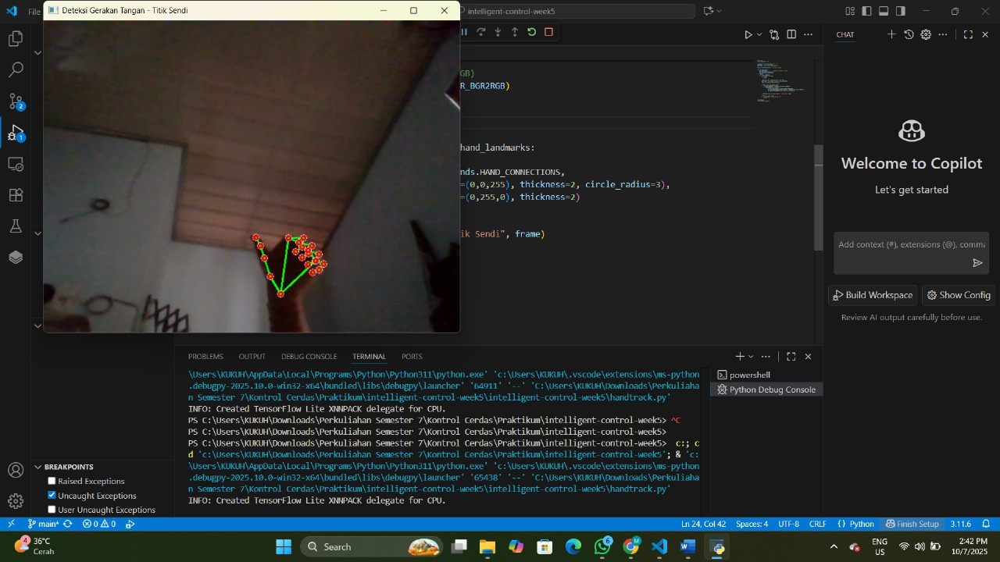 Deteksi Gerakan Tangan - Titik Sendi
File
intelligent-control-week5
GB)
R_BGR2RGB)
hand_landmarks:
nds.HAND_CONNECTIONS,
=(0,0,255), thickness=2, circle_radius=3),
=(0,255,0), thickness=2)
ik Sendi", frame)
CHAT
Welcome to Copilot
Let's get started
Add context (#), extensions (@), comma
Build Workspace
Show Config
Review AI output carefully before use.
PROBLEMS
OUTPUT
DEBUG CONSOLE
TERMINAL
PORTS
\Users\KUKUH\AppData\Local\Programs\Python\Python311\python.exe' 'c:\Users\KUKUH\.vscode\extensions\ms-python
.debugpy-2025.10.0-win32-x64\bundled\libs\debugpy\launcher' '64911' '--' 'C:\Users\KUKUH\Downloads\Perkuliaha
n Semester 7\Kontrol Cerdas\Praktikum\intelligent-control-week5\intelligent-control-week5\handtrack.py'
INFO: Created TensorFlow Lite XNNPACK delegate for CPU.
PS C:\Users\KUKUH\Downloads\Perkuliahan Semester 7\Kontrol Cerdas\Praktikum\intelligent-control-week5> ^C
PS C:\Users\KUKUH\Downloads\Perkuliahan Semester 7\Kontrol Cerdas\Praktikum\intelligent-control-week5>
PS C:\Users\KUKUH\Downloads\Perkuliahan Semester 7\Kontrol Cerdas\Praktikum\intelligent-control-week5>  c:; c
d 'c:\Users\KUKUH\Downloads\Perkuliahan Semester 7\Kontrol Cerdas\Praktikum\intelligent-control-week5'; & 'c:
\Users\KUKUH\AppData\Local\Programs\Python\Python311\python.exe' 'c:\Users\KUKUH\.vscode\extensions\ms-python
.debugpy-2025.10.0-win32-x64\bundled\libs\debugpy\launcher' '65438' '--' 'C:\Users\KUKUH\Downloads\Perkuliaha
n Semester 7\Kontrol Cerdas\Praktikum\intelligent-control-week5\intelligent-control-week5\handtrack.py'
INFO: Created TensorFlow Lite XNNPACK delegate for CPU.
powershell
Python Debug Console
BREAKPOINTS
Raised Exceptions
Uncaught Exceptions
User Uncaught Exceptions
2
1
main*
0
0
Ln 24, Col 42
Spaces: 4
UTF-8
CRLF
{} Python
Finish Setup
3.11.6
4
36°C
Cerah
Search
6
M
W
ENG
US
2:42 PM
10/7/2025